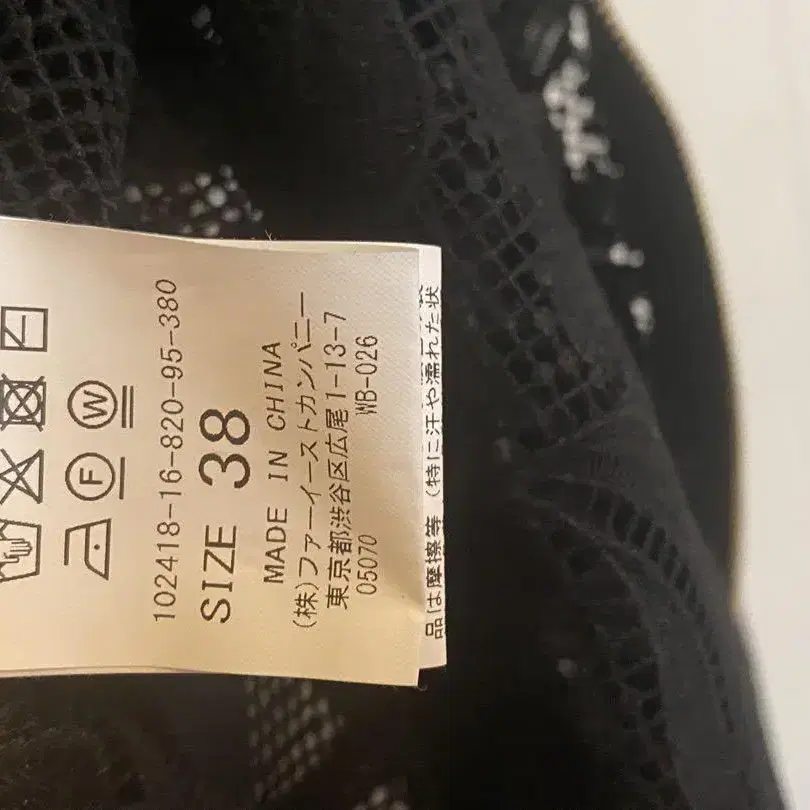 W
F
102418-16-820-95-380
SIZE 38
MADE IN CHINA
(株)ファーイーストカンパニー
東京都渋谷区広尾1-13-7
05070 WB-026
品は摩擦等(特に汗や濡れた状